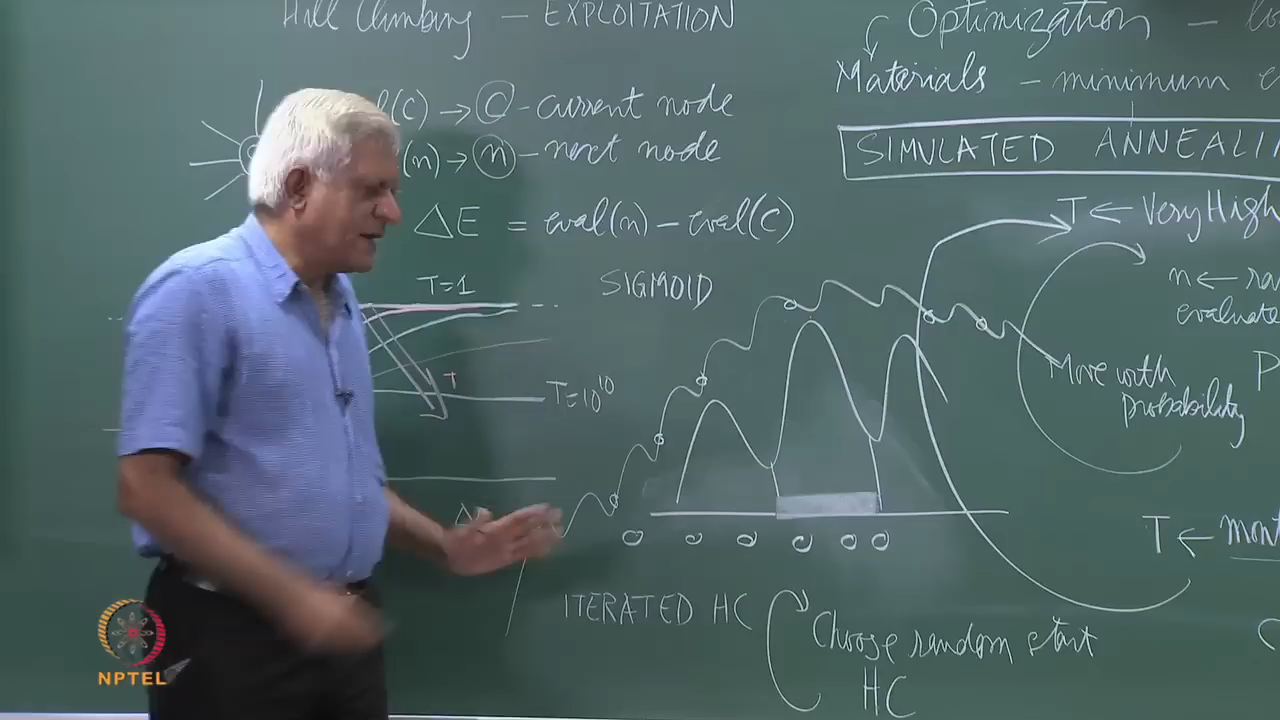 Hill Climbing — EXPLOITATION
(C) → C - current node
(n) → n - next node
ΔE = eval(n) - eval(C)
T=1
SIGMOID
T
T=10^10
ITERATED HC
Choose random start
HC
Optimization —
Materials — minimum
SIMULATED
T ← Very High
n ←
evaluate
Move with
probability
P
T ←
NPTEL